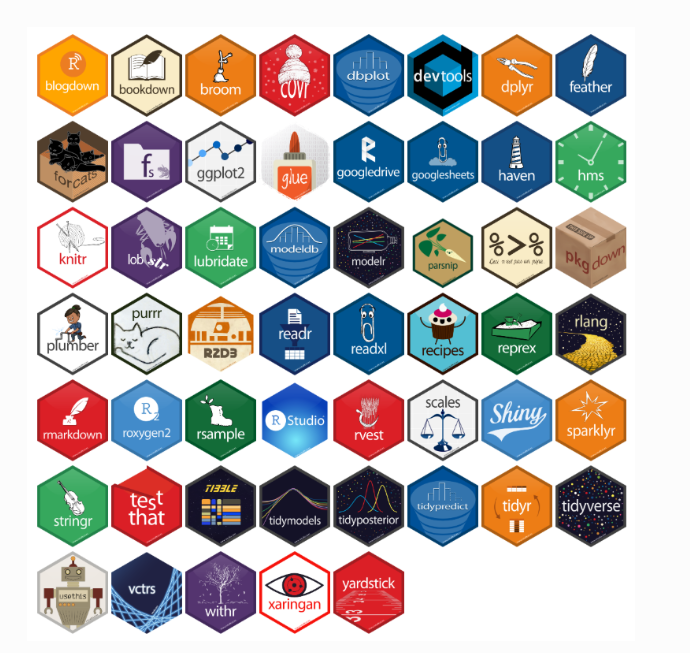 blogdown
bookdown
broom
covr
dbplot
devtools
dplyr
feather
forcats
fs
ggplot2
glue
googledrive
googlesheets
haven
hms
knitr
lobstr
lubridate
modeldb
modelr
parsnip
%>%
Ceci n'est pas un pipe.
pkgdown
plumber
purrr
R2D3
readr
readxl
recipes
reprex
rlang
rmarkdown
R
roxygen2
rsample
R Studio
rvest
scales
Shiny
sparklyr
stringr
test
that
TIBBLE
tidymodels
tidyposterior
tidypredict
tidyr
tidyverse
usethis
vctrs
withr
xaringan
yardstick